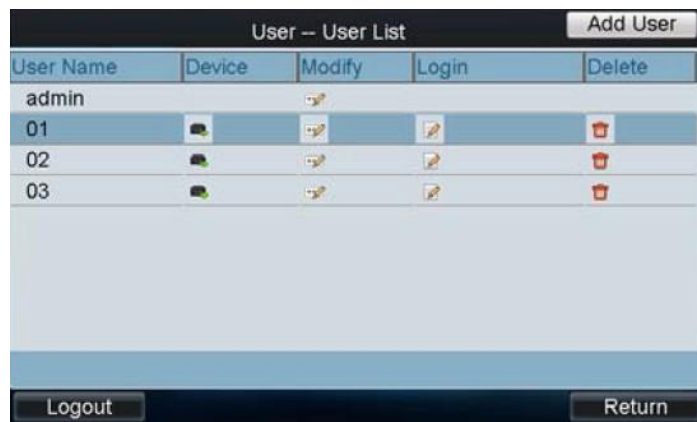 User -- User List Add User
User Name Device Modify Login Delete
admin
01
02
03
Logout Return